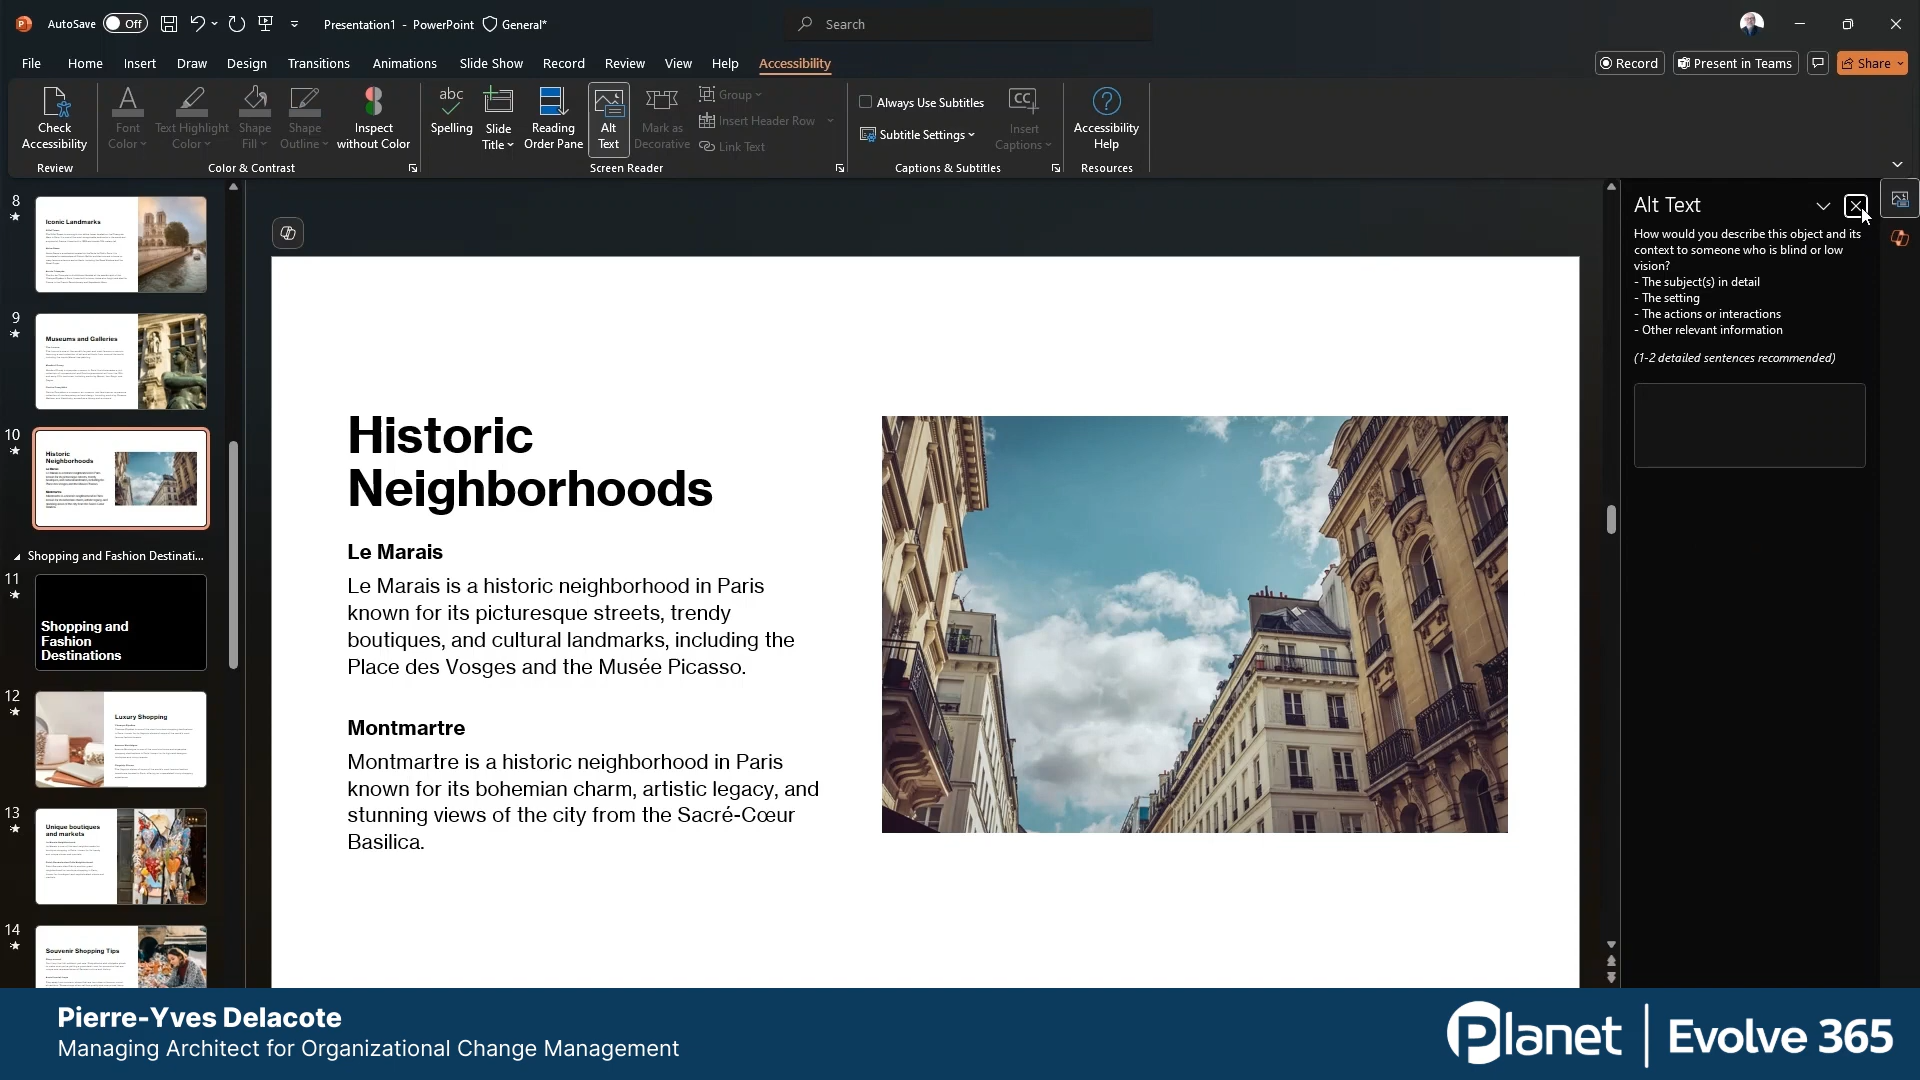 AutoSave Off Presentation1 - PowerPoint General* Search
File Home Insert Draw Design Transitions Animations Slide Show Record Review View Help Accessibility Record Present in Teams Share
Check Accessibility
Font Color
Text Highlight Color
Shape Fill
Shape Outline
Inspect without Color
abc
Spelling
Slide Title
Reading Order Pane
Alt Text
Mark as Decorative
Group
Insert Header Row
Link Text
Always Use Subtitles
Subtitle Settings
CC
Insert Captions
?
Accessibility Help
Review Color & Contrast Screen Reader Captions & Subtitles Resources
8
Iconic Landmarks
9
Museums and Galleries
10
Historic
Neighborhoods
Shopping and Fashion Destinati...
11
Shopping and
Fashion
Destinations
12
Luxury Shopping
13
Unique boutiques
and markets
14
Souvenir Shopping Tips
Historic
Neighborhoods
Le Marais
Le Marais is a historic neighborhood in Paris
known for its picturesque streets, trendy
boutiques, and cultural landmarks, including the
Place des Vosges and the Musée Picasso.
Montmartre
Montmartre is a historic neighborhood in Paris
known for its bohemian charm, artistic legacy, and
stunning views of the city from the Sacré-Cœur
Basilica.
Alt Text
How would you describe this object and its
context to someone who is blind or low
vision?
- The subject(s) in detail
- The setting
- The actions or interactions
- Other relevant information
(1-2 detailed sentences recommended)
Pierre-Yves Delacote
Managing Architect for Organizational Change Management
Planet | Evolve 365